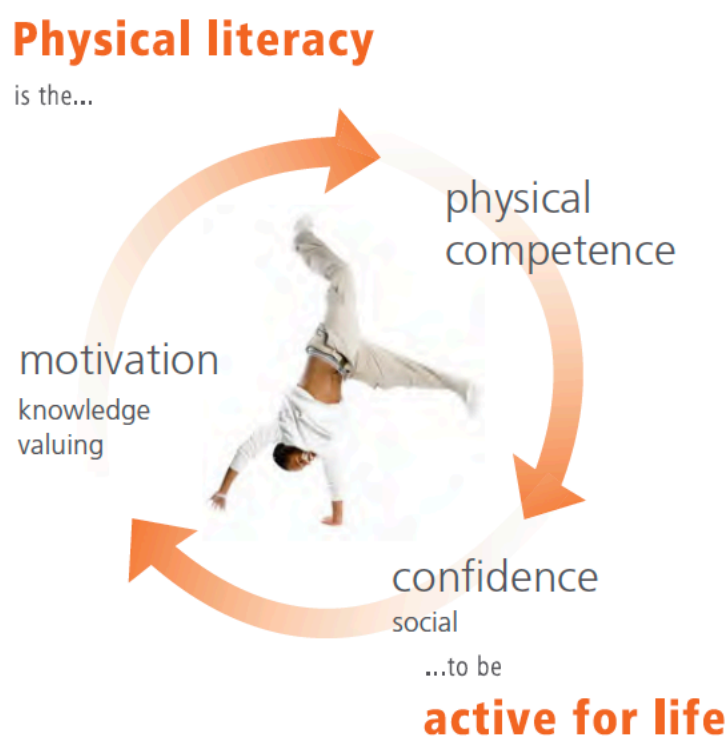 Physical literacy
is the...
physical
competence
motivation
knowledge
valuing
confidence
social
...to be
active for life